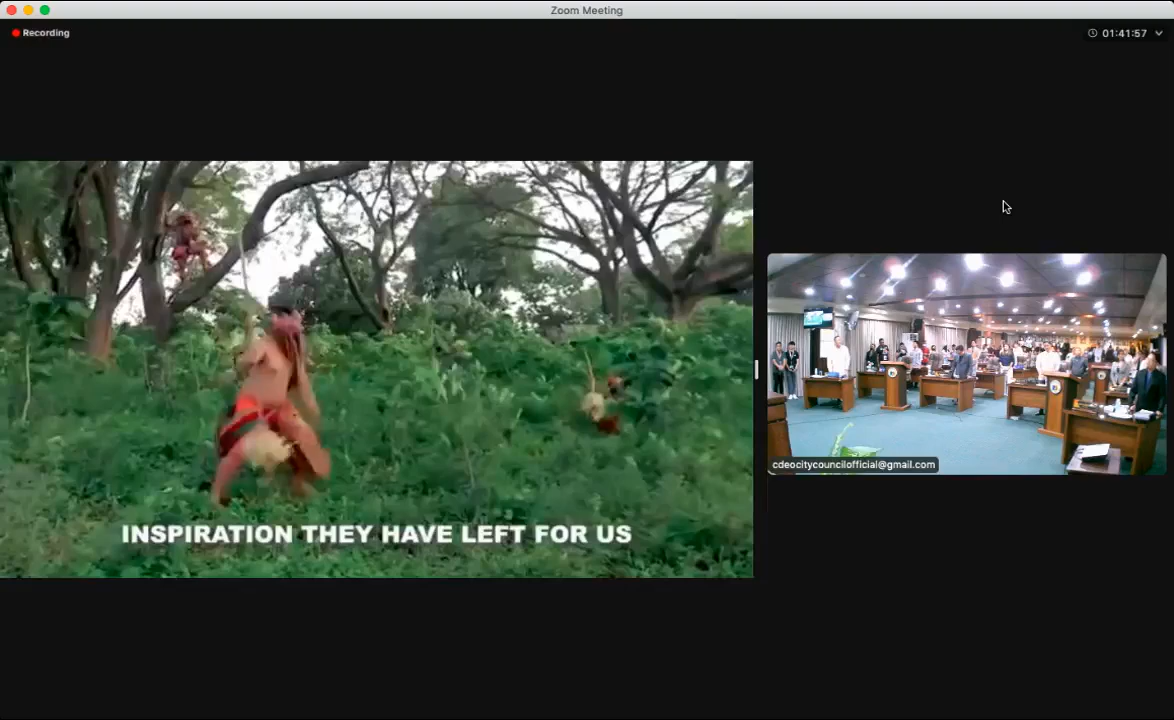 Zoom Meeting
Recording
01:41:57
INSPIRATION THEY HAVE LEFT FOR US
cdeocitycouncilofficial@gmail.com